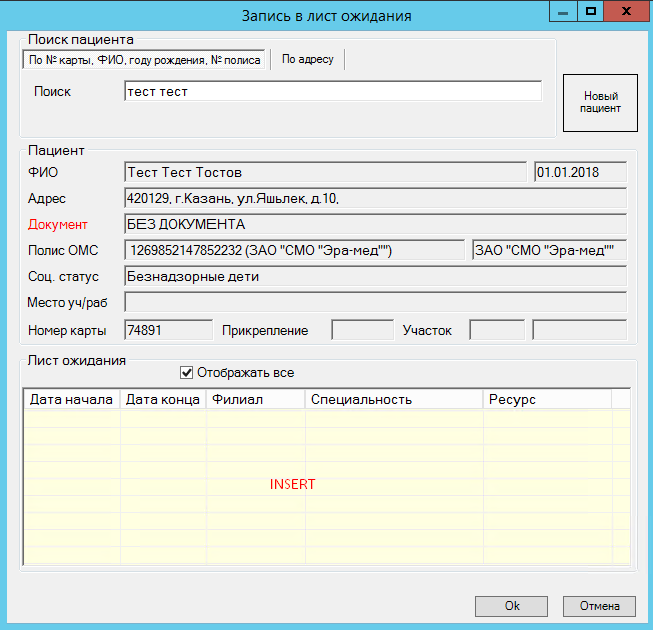 Запись в лист ожидания
Поиск пациента
По № карты, ФИО, году рождения, № полиса По адресу
Поиск тест тест
Новый
пациент
Пациент
ФИО Тест Тест Тостов 01.01.2018
Адрес 420129, г.Казань, ул.Яшьлек, д.10,
Документ БЕЗ ДОКУМЕНТА
Полис ОМС 1269852147852232 (ЗАО "СМО "Эра-мед"") ЗАО "СМО "Эра-мед""
Соц. статус Безнадзорные дети
Место уч/раб
Номер карты 74891 Прикрепление Участок
Лист ожидания
Отображать все
Дата начала Дата конца Филиал Специальность Ресурс
INSERT
Ok Отмена